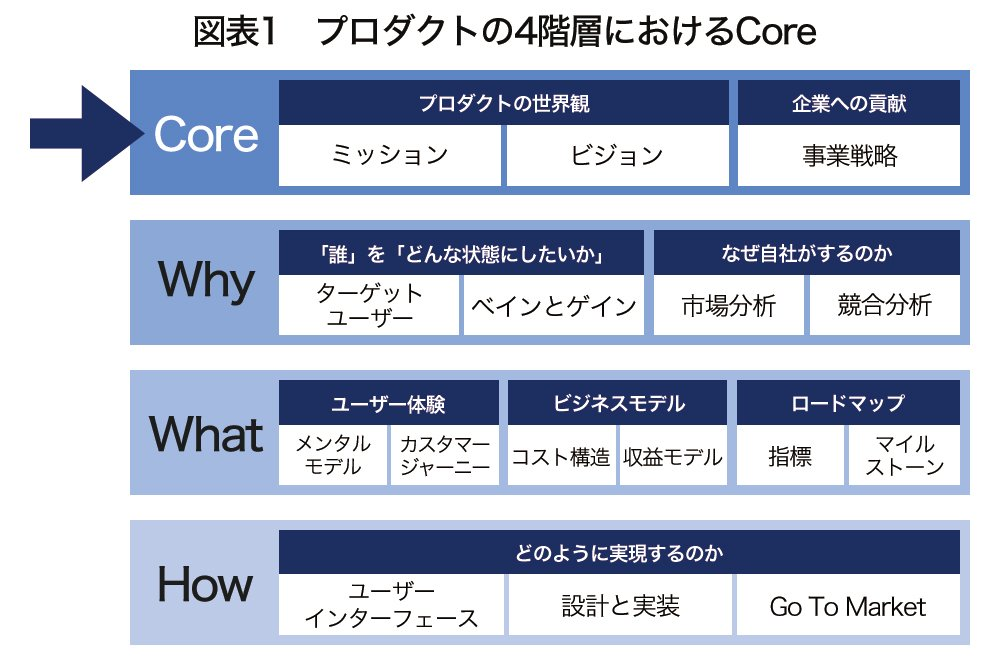 図表1　プロダクトの4階層におけるCore
Core
プロダクトの世界観
企業への貢献
ミッション
ビジョン
事業戦略
Why
「誰」を「どんな状態にしたいか」
なぜ自社がするのか
ターゲット
ユーザー
ペインとゲイン
市場分析
競合分析
What
ユーザー体験
ビジネスモデル
ロードマップ
メンタル
モデル
カスタマー
ジャーニー
コスト構造
収益モデル
指標
マイル
ストーン
How
どのように実現するのか
ユーザー
インターフェース
設計と実装
Go To Market